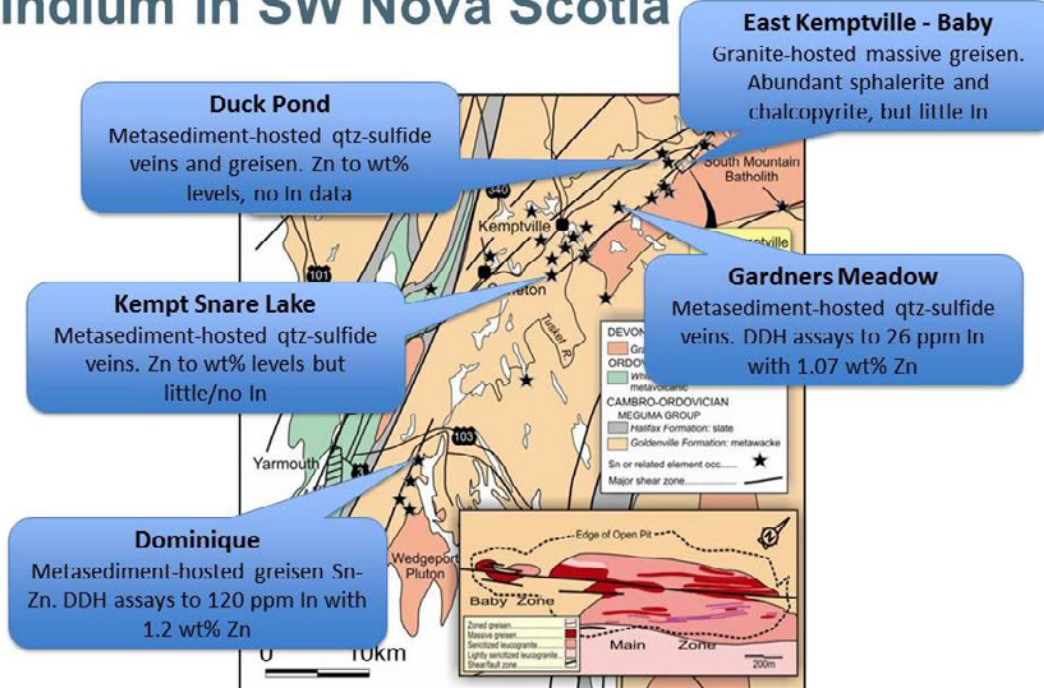 Indium in SW Nova Scotia
East Kemptville - Baby
Granite-hosted massive greisen.
Abundant sphalerite and
chalcopyrite, but little In
Duck Pond
Metasediment-hosted qtz-sulfide
veins and greisen. Zn to wt%
levels, no In data
South Mountain
Batholith
340
Kemptville
101
Kempt Snare Lake
Metasediment-hosted qtz-sulfide
veins. Zn to wt% levels but
little/no In
Gardners Meadow
Metasediment-hosted qtz-sulfide
veins. DDH assays to 26 ppm In
with 1.07 wt% Zn
Tusket R.
metavolcanic
CAMBRO-ORDOVICIAN
MEGUMA GROUP
Halifax Formation: slate
Goldenville Formation: metawacke
Sn or related element occ......
Major shear zone
103
Yarmouth
3
Dominique
Metasediment-hosted greisen Sn-
Zn. DDH assays to 120 ppm In with
1.2 wt% Zn
Wedgeport
Pluton
0 10km
Edge of Open Pit
Baby Zone
Main Zone
Zoned greisen
Massive greisen
Sericitized leucogranite
Lightly sericitized leucogranite
Shear/fault zone
200m